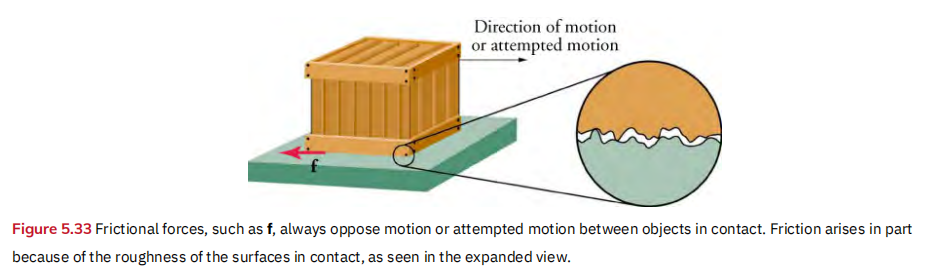 Direction of motion
or attempted motion
f
Figure 5.33 Frictional forces, such as f, always oppose motion or attempted motion between objects in contact. Friction arises in part
because of the roughness of the surfaces in contact, as seen in the expanded view.